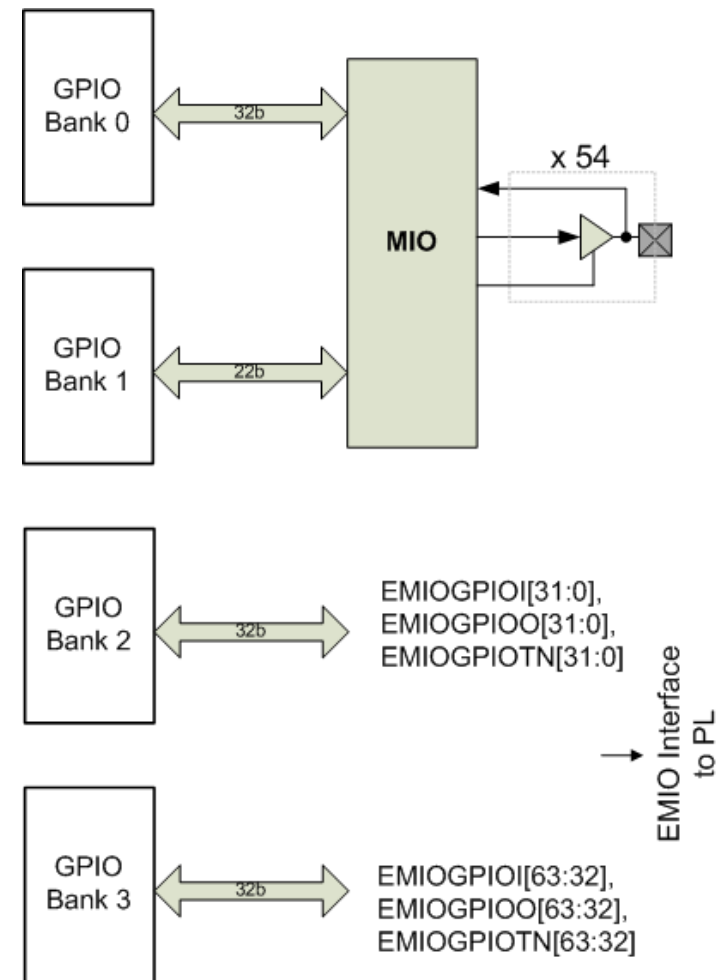 GPIO
Bank 0
32b
MIO
x 54
GPIO
Bank 1
22b
GPIO
Bank 2
32b
EMIOGPIOI[31:0],
EMIOGPIOO[31:0],
EMIOGPIOTN[31:0]
EMIO Interface
to PL
GPIO
Bank 3
32b
EMIOGPIOI[63:32],
EMIOGPIOO[63:32],
EMIOGPIOTN[63:32]